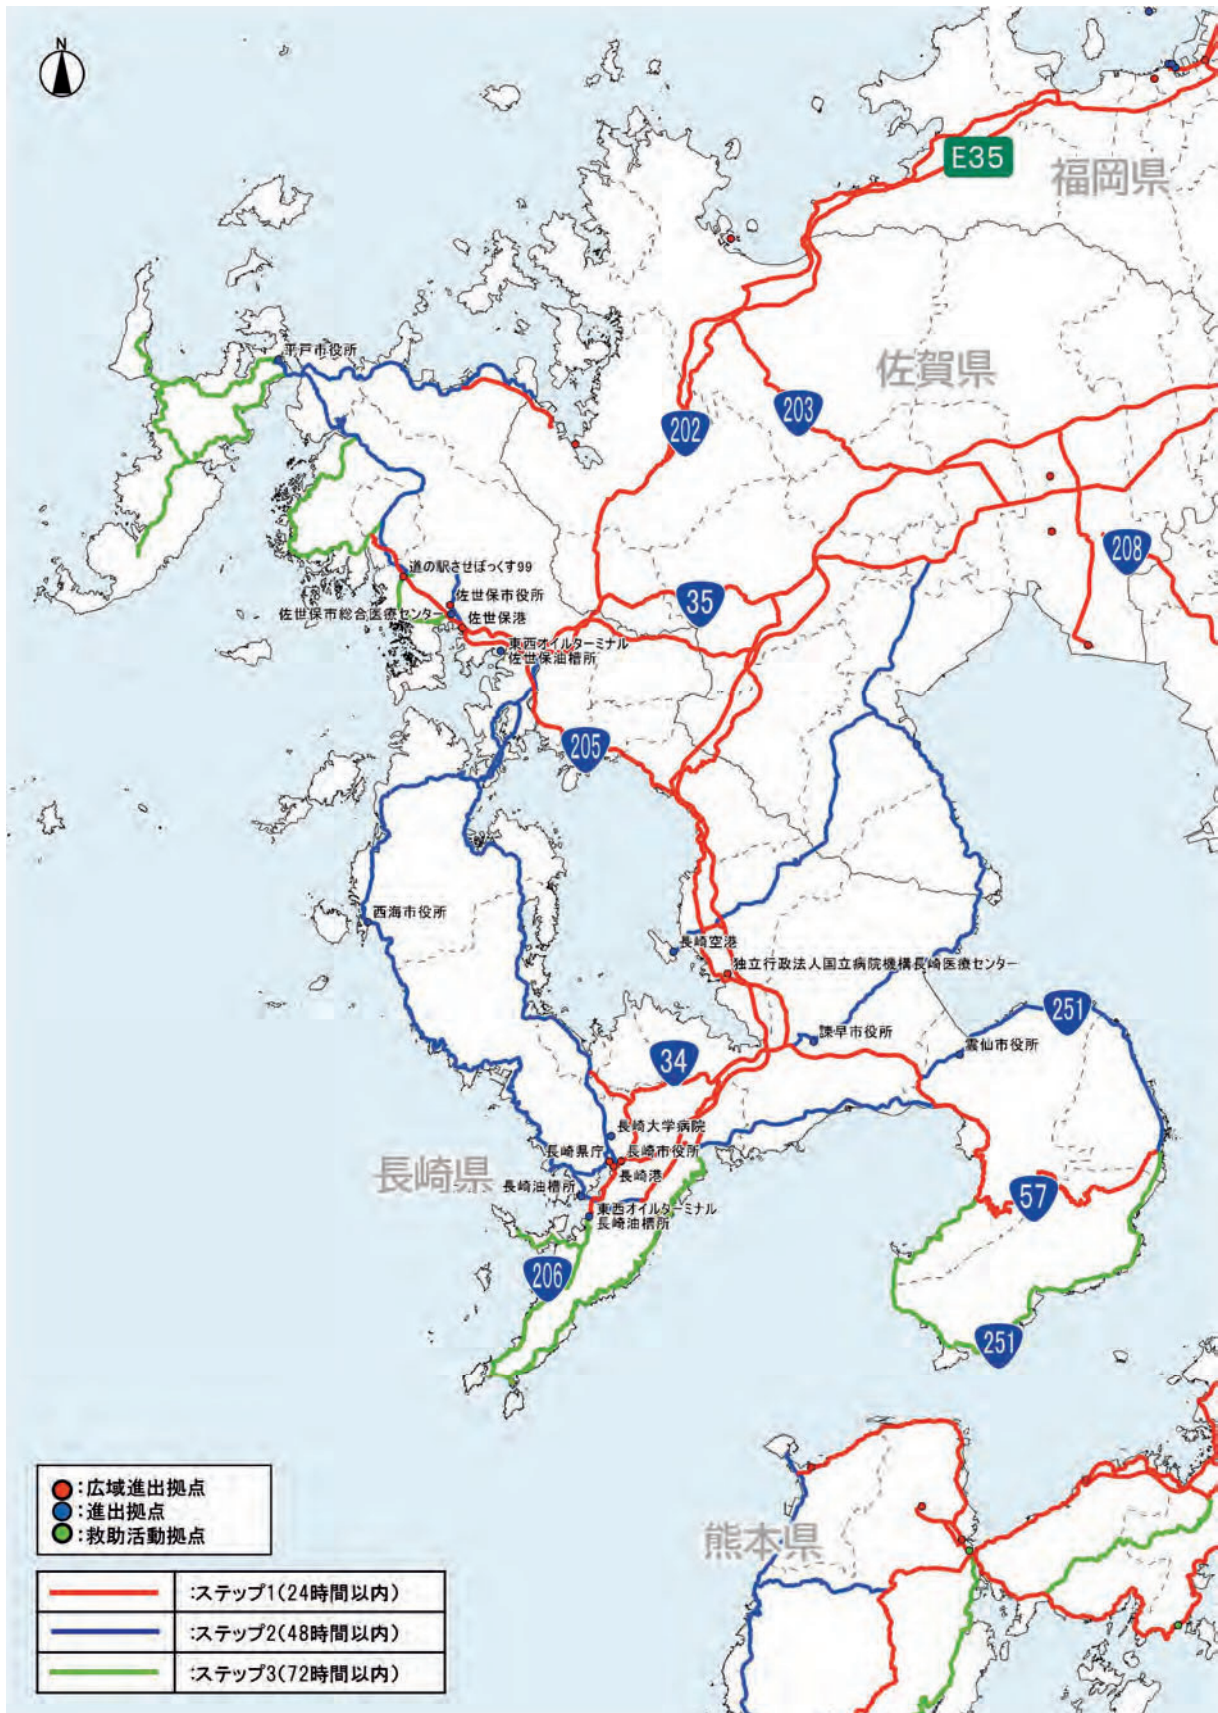 N
E35
福岡県
佐賀県
平戸市役所
202
203
208
道の駅させぼっくす99
佐世保市役所
佐世保市総合医療センター
佐世保港
35
東西オイルターミナル
佐世保油槽所
205
西海市役所
長崎空港
独立行政法人国立病院機構長崎医療センター
251
諫早市役所
雲仙市役所
34
長崎大学病院
長崎県庁
長崎市役所
長崎県
長崎港
長崎油槽所
57
東西オイルターミナル
長崎油槽所
206
251
熊本県
:広域進出拠点
:進出拠点
:救助活動拠点
:ステップ1(24時間以内)
:ステップ2(48時間以内)
:ステップ3(72時間以内)